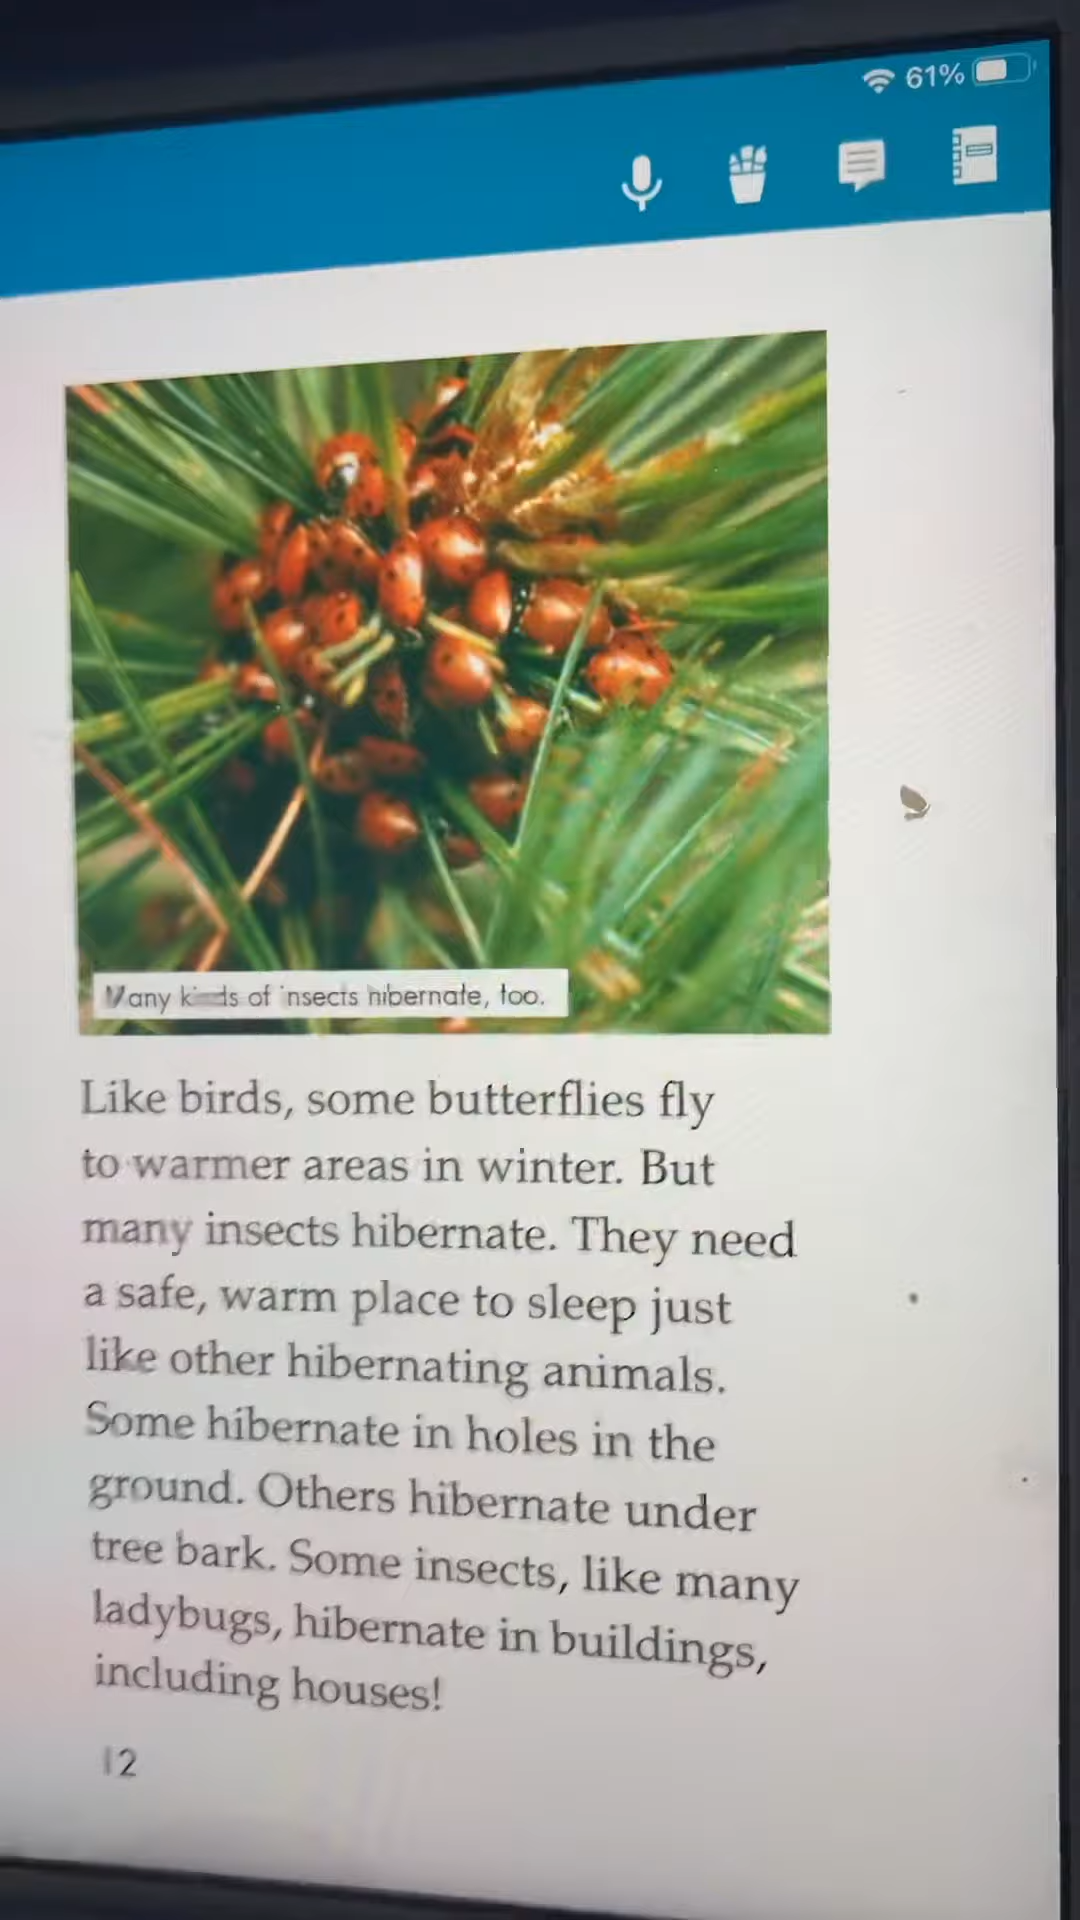 61%
Many kinds of insects hibernate, too.
Like birds, some butterflies fly
to warmer areas in winter. But
many insects hibernate. They need
a safe, warm place to sleep just
like other hibernating animals.
Some hibernate in holes in the
ground. Others hibernate under
tree bark. Some insects, like many
ladybugs, hibernate in buildings,
including houses!
12